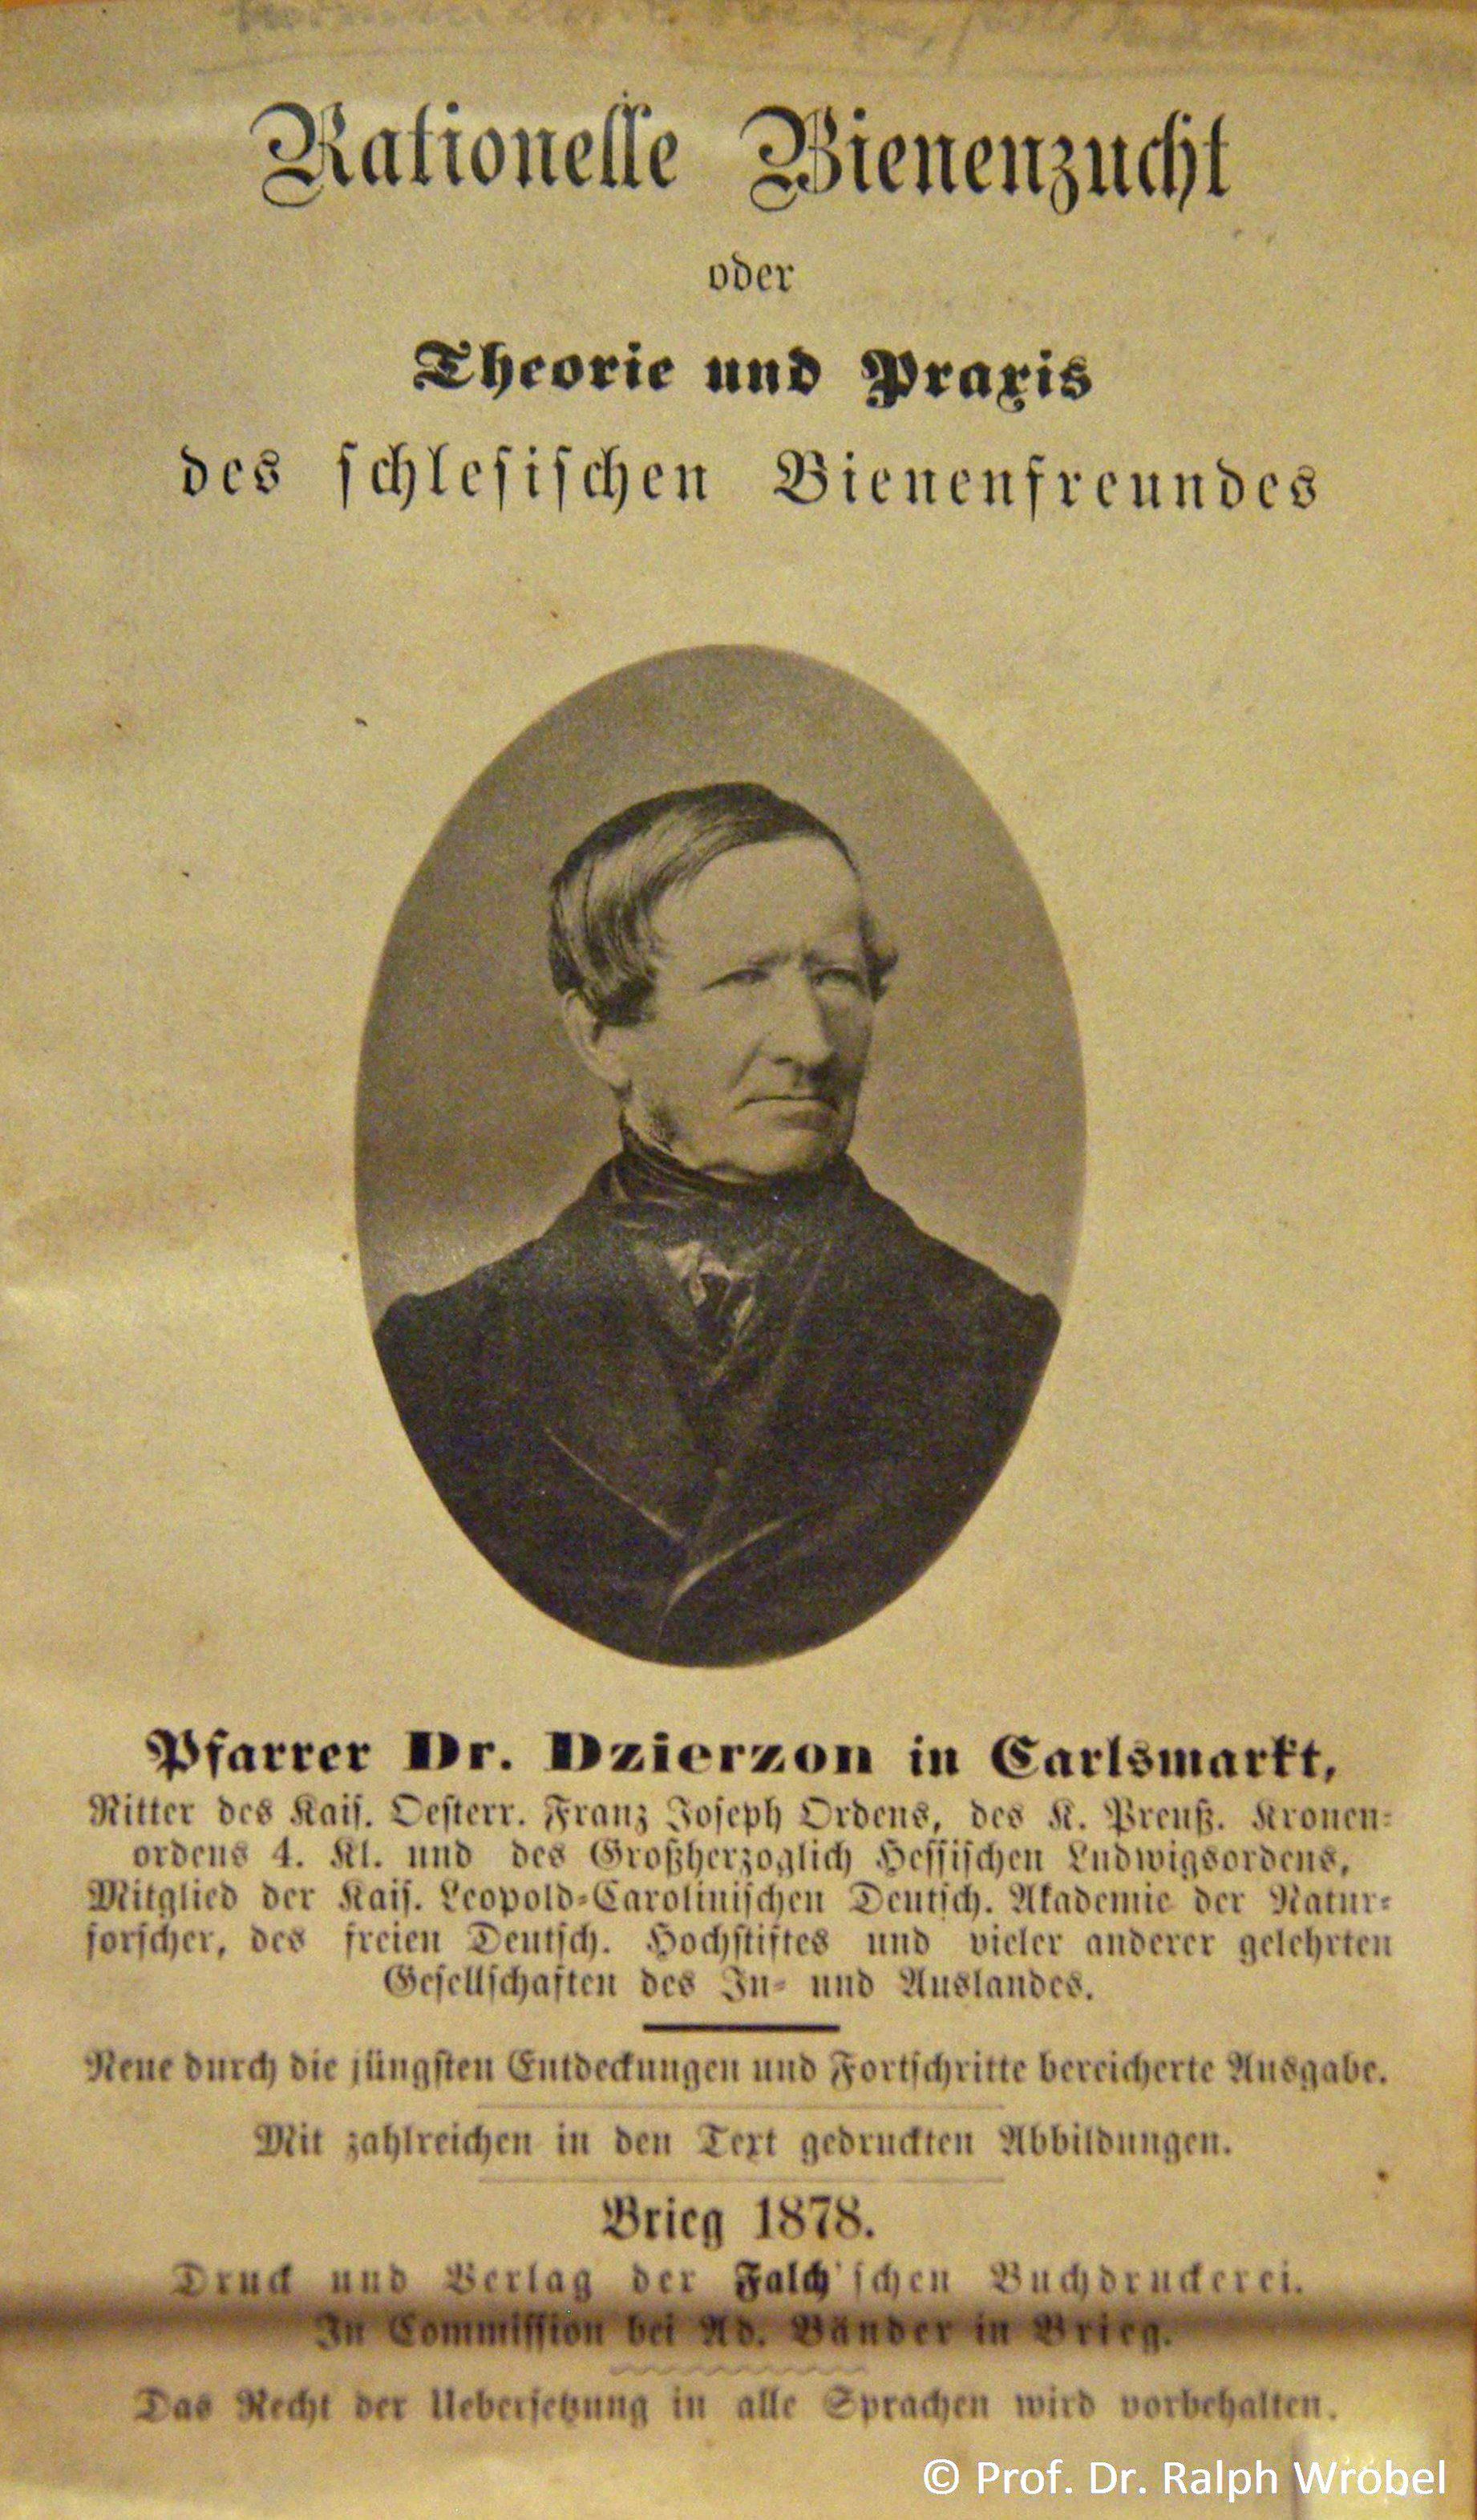 Rationelle Bienenzucht
oder
Theorie und Praxis
des schlesischen Bienenfreundes
Pfarrer Dr. Dzierzon in Carlsmarkt,
Ritter des Kais. Oesterr. Franz Joseph Ordens, des K. Preuß. Kronen-
ordens 4. Kl. und des Großherzoglich Hessischen Ludwigsordens,
Mitglied der Kais. Leopold-Carolinischen Deutsch. Akademie der Natur-
forscher, des freien Deutsch. Hochstiftes und vieler anderer gelehrten
Gesellschaften des In- und Auslandes.
Neue durch die jüngsten Entdeckungen und Fortschritte bereicherte Ausgabe.
Mit zahlreichen in den Text gedruckten Abbildungen.
Brieg 1878.
Druck und Verlag der Falch'schen Buchdruckerei.
In Commission bei Ad. Bänder in Brieg.
Das Recht der Uebersetzung in alle Sprachen wird vorbehalten.
© Prof. Dr. Ralph Wrobel